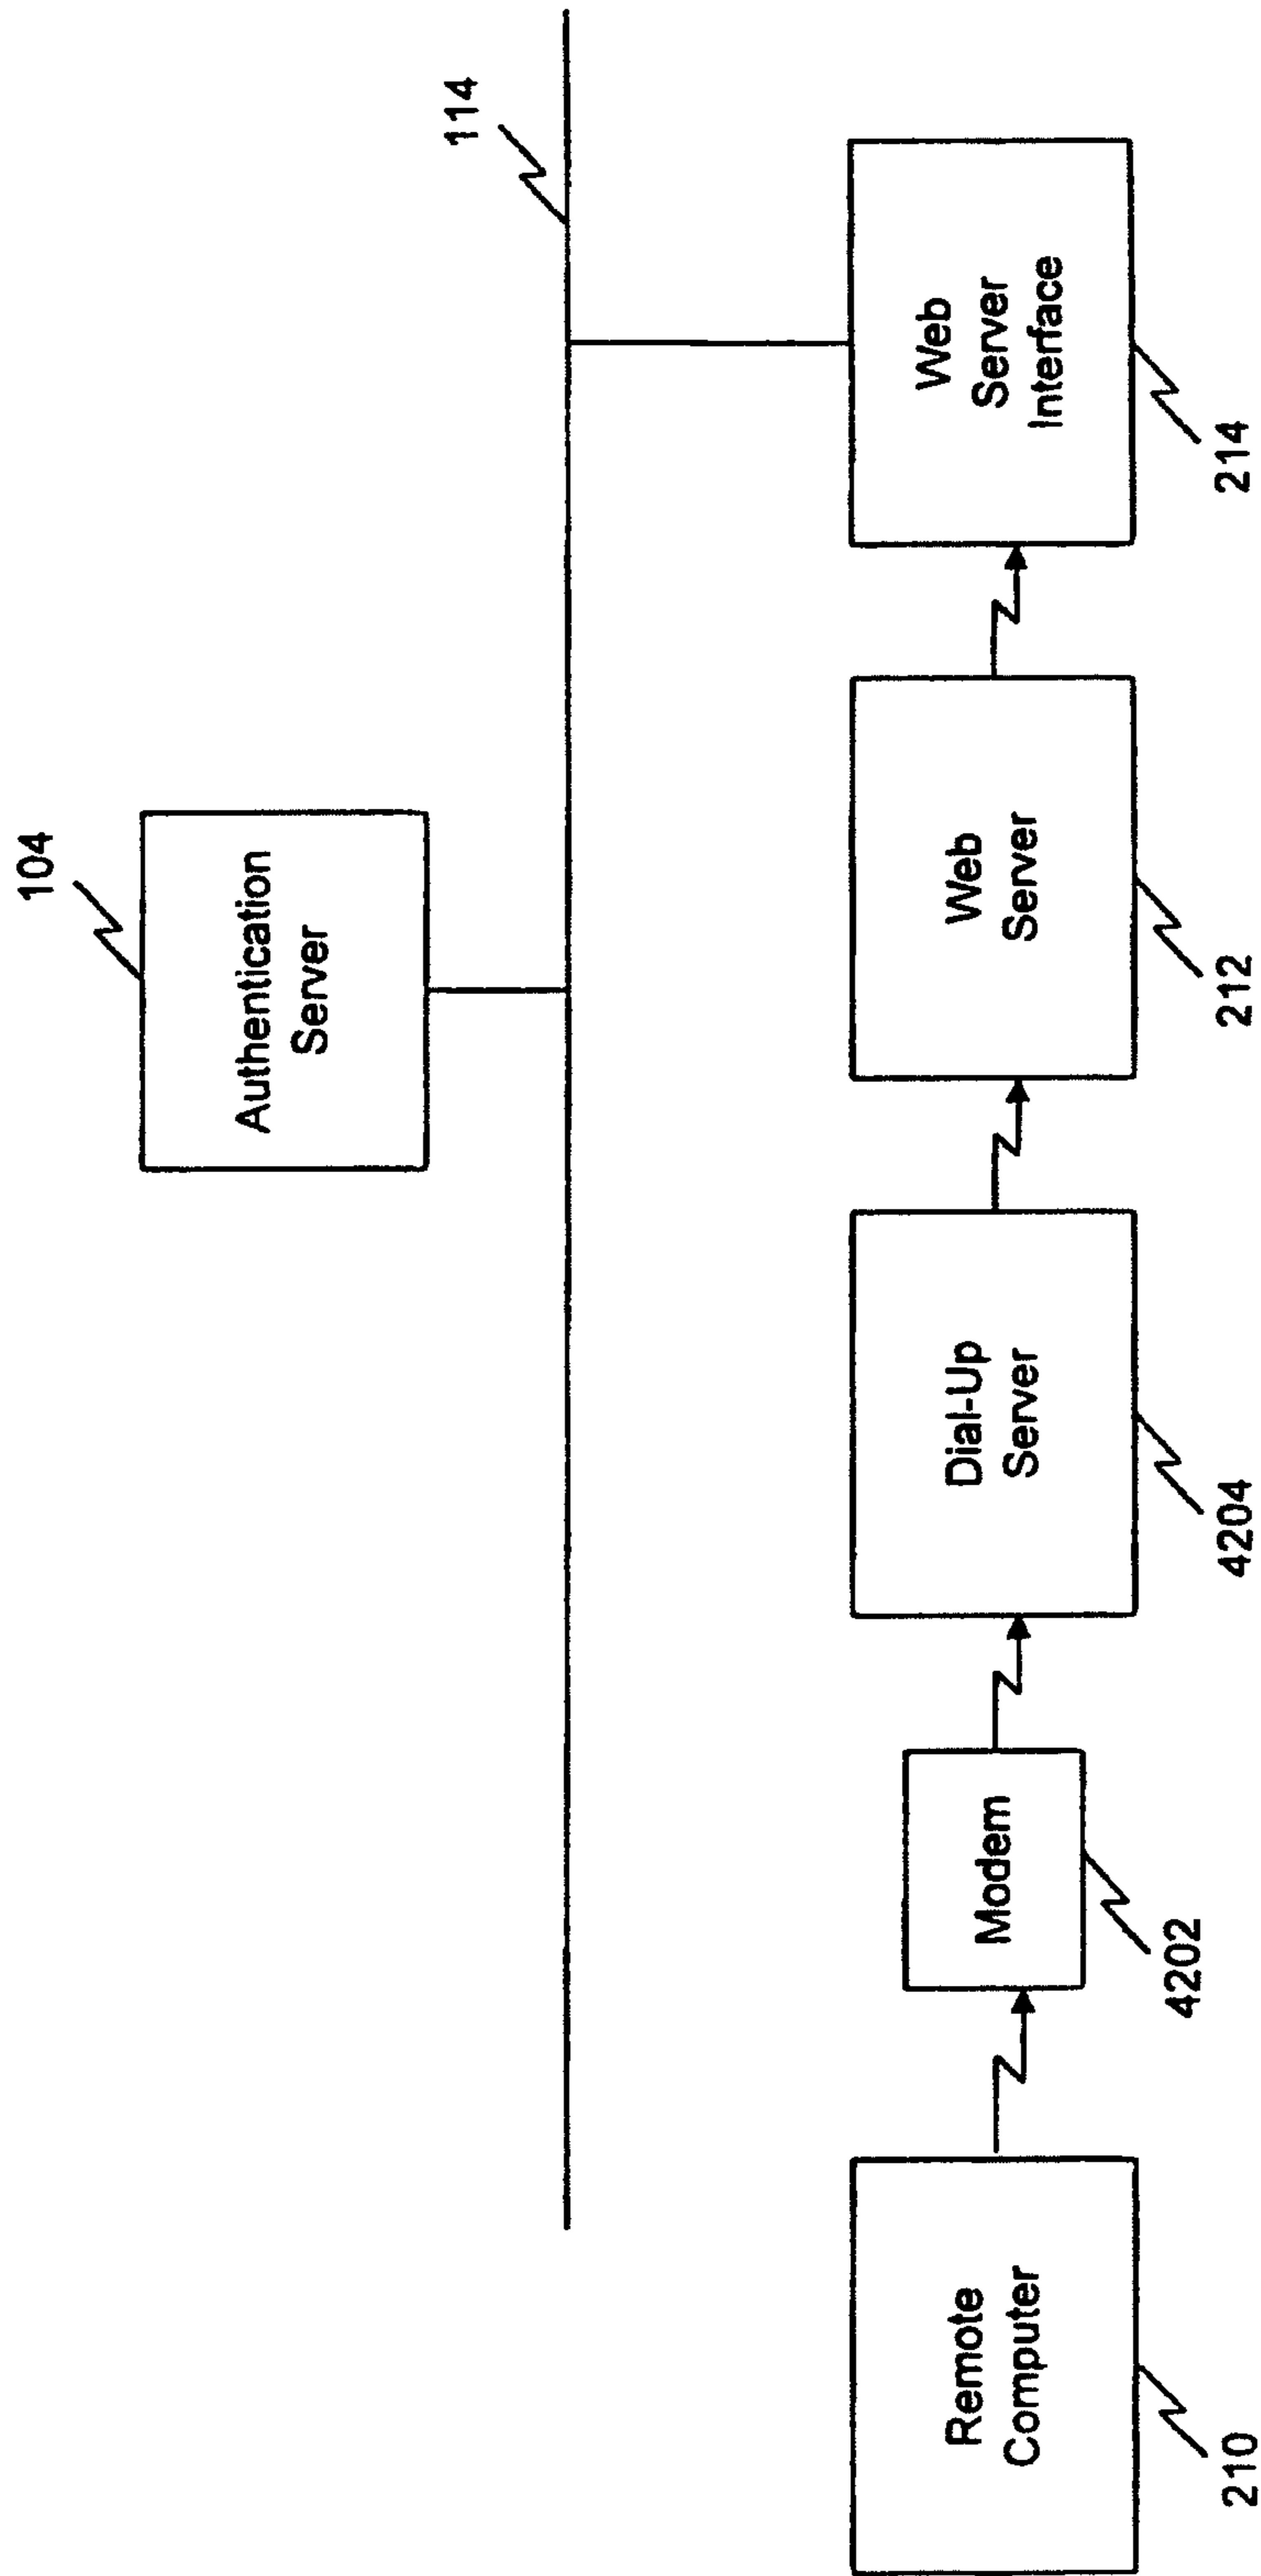 104
Authentication
Server
114
Remote
Computer
210
Modem
4202
Dial-Up
Server
4204
Web
Server
212
Web
Server
Interface
214